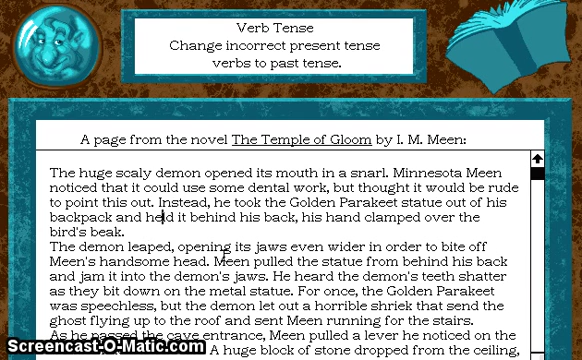 Verb Tense
Change incorrect present tense
verbs to past tense.
A page from the novel The Temple of Gloom by I. M. Meen:
The huge scaly demon opened its mouth in a snarl. Minnesota Meen
noticed that it could use some dental work, but thought it would be rude
to point this out. Instead, he took the Golden Parakeet statue out of his
backpack and held it behind his back, his hand clamped over the
bird's beak.
The demon leaped, opening its jaws even wider in order to bite off
Meen's handsome head. Meen pulled the statue from behind his back
and jam it into the demon's jaws. He heard the demon's teeth shatter
as they bit down on the metal statue. For once, the Golden Parakeet
was speechless, but the demon let out a horrible shriek that send the
ghost flying up to the roof and sent Meen running for the stairs.
As he passed the cave entrance, Meen pulled a lever he noticed on the
A huge block of stone dropped from the ceiling,
Screencast-O-Matic.com